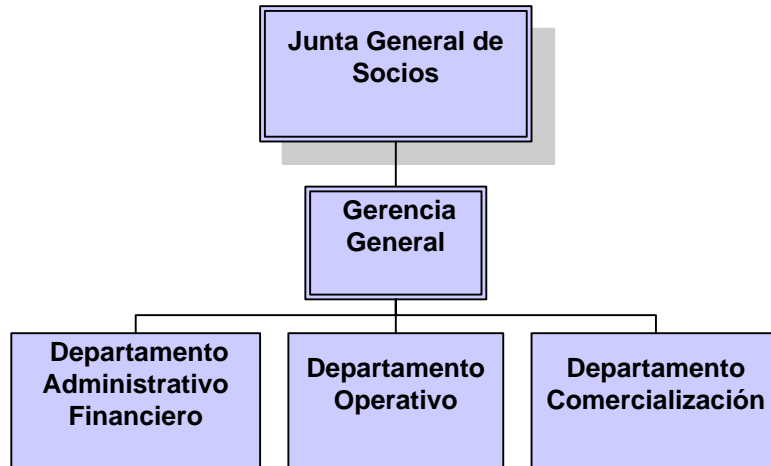 Junta General de
Socios
Gerencia
General
Departamento
Administrativo
Financiero
Departamento
Operativo
Departamento
Comercialización